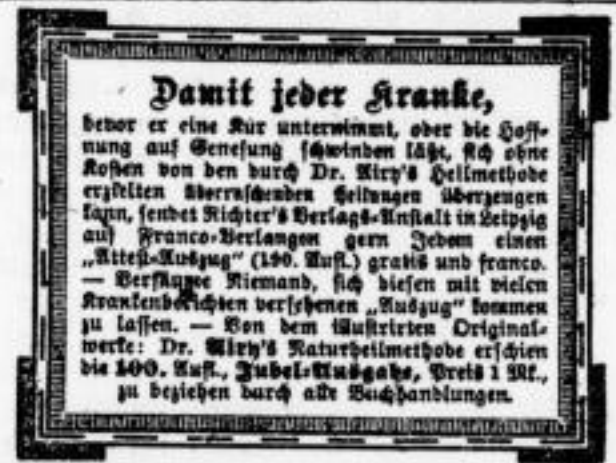 Damit jeder Kranke,
bevor er eine Kur unternimmt, oder die Hoff-
nung auf Genesung schwinden läßt, sich ohne
Kosten von den durch Dr. Airy's Heilmethode
erzielten überraschenden Heilungen überzeugen
kann, sendet Richter's Verlags-Anstalt in Leipzig
auf Franco-Verlangen gern Jedem einen
„Attest-Auszug" (190. Aufl.) gratis und franco.
— Versäume Niemand, sich diesen mit vielen
Krankenberichten versehenen „Auszug" kommen
zu lassen. — Von dem illustrirten Original-
werke: Dr. Airy's Naturheilmethode erschien
die 100. Aufl., Jubel-Ausgabe, Preis 1 Mk.,
zu beziehen durch alle Buchhandlungen.